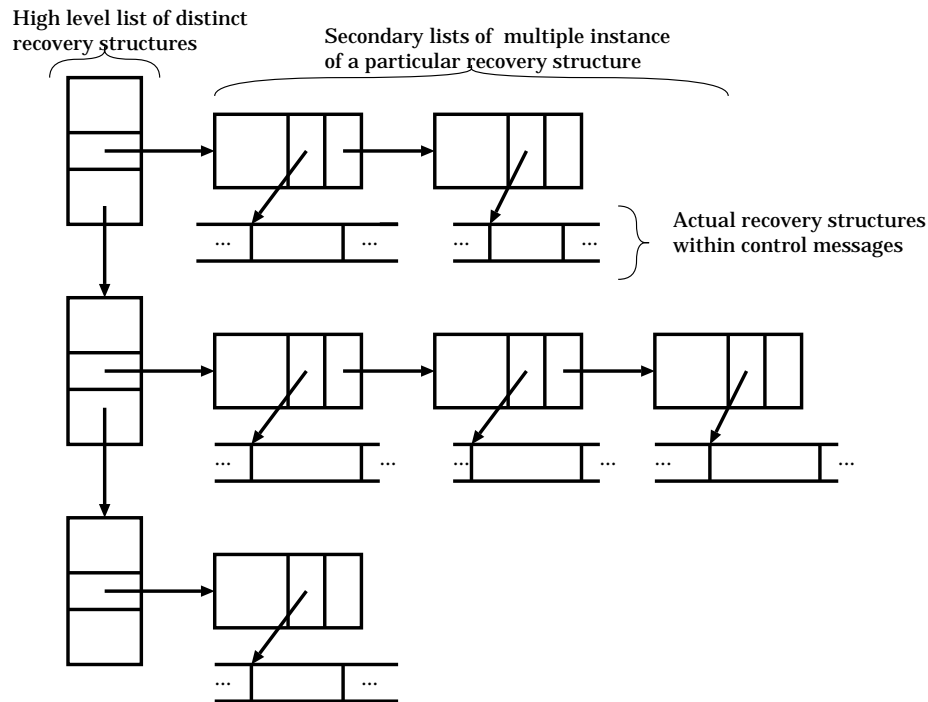 High level list of distinct
recovery structures
Secondary lists of  multiple instance
of a particular recovery structure
... ... ... ...
Actual recovery structures
within control messages
... ... ... ... ... ...
... ...